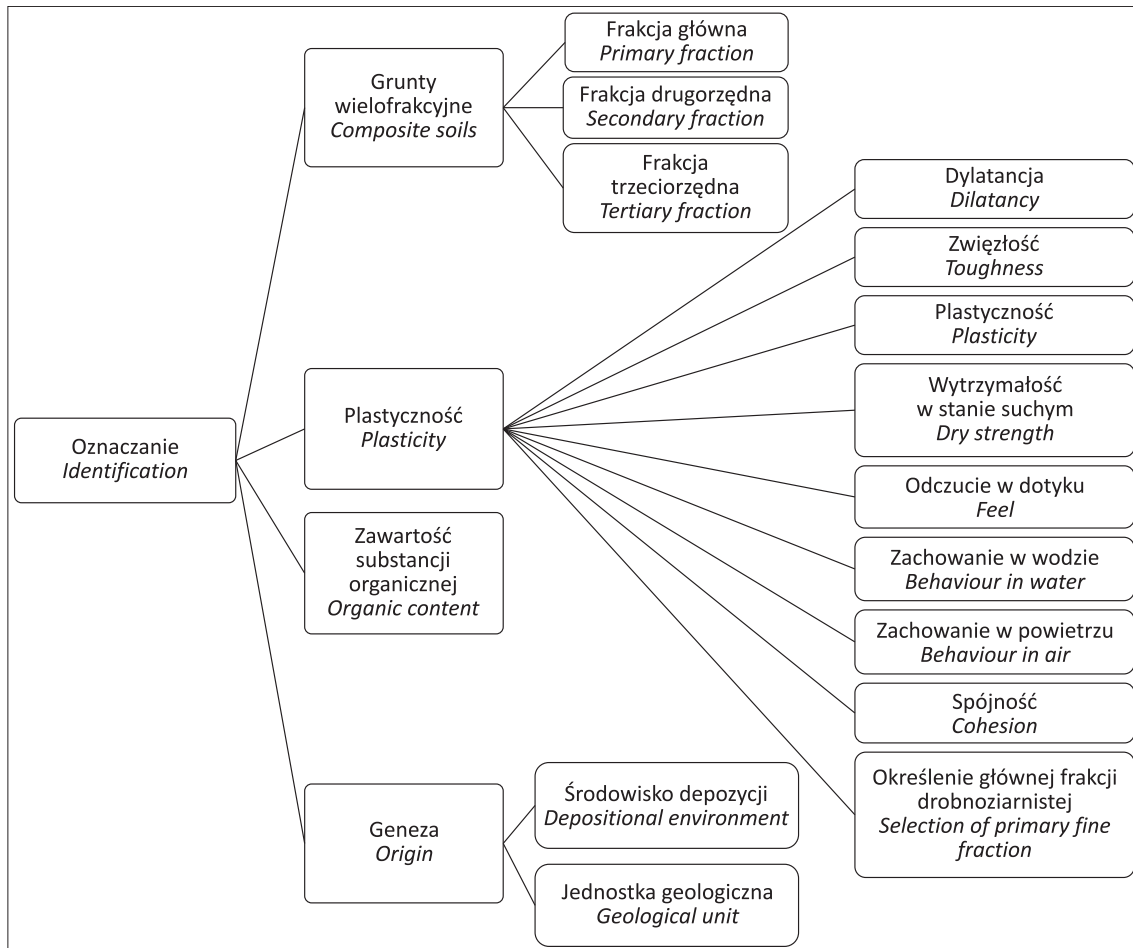 Oznaczanie
Identification
Grunty
wielofrakcyjne
Composite soils
Frakcja główna
Primary fraction
Frakcja drugorzędna
Secondary fraction
Frakcja
trzeciorzędna
Tertiary fraction
Plastyczność
Plasticity
Dylatancja
Dilatancy
Zwięzłość
Toughness
Plastyczność
Plasticity
Wytrzymałość
w stanie suchym
Dry strength
Odczucie w dotyku
Feel
Zachowanie w wodzie
Behaviour in water
Zachowanie w powietrzu
Behaviour in air
Spójność
Cohesion
Określenie głównej frakcji
drobnoziarnistej
Selection of primary fine
fraction
Zawartość
substancji
organicznej
Organic content
Geneza
Origin
Środowisko depozycji
Depositional environment
Jednostka geologiczna
Geological unit